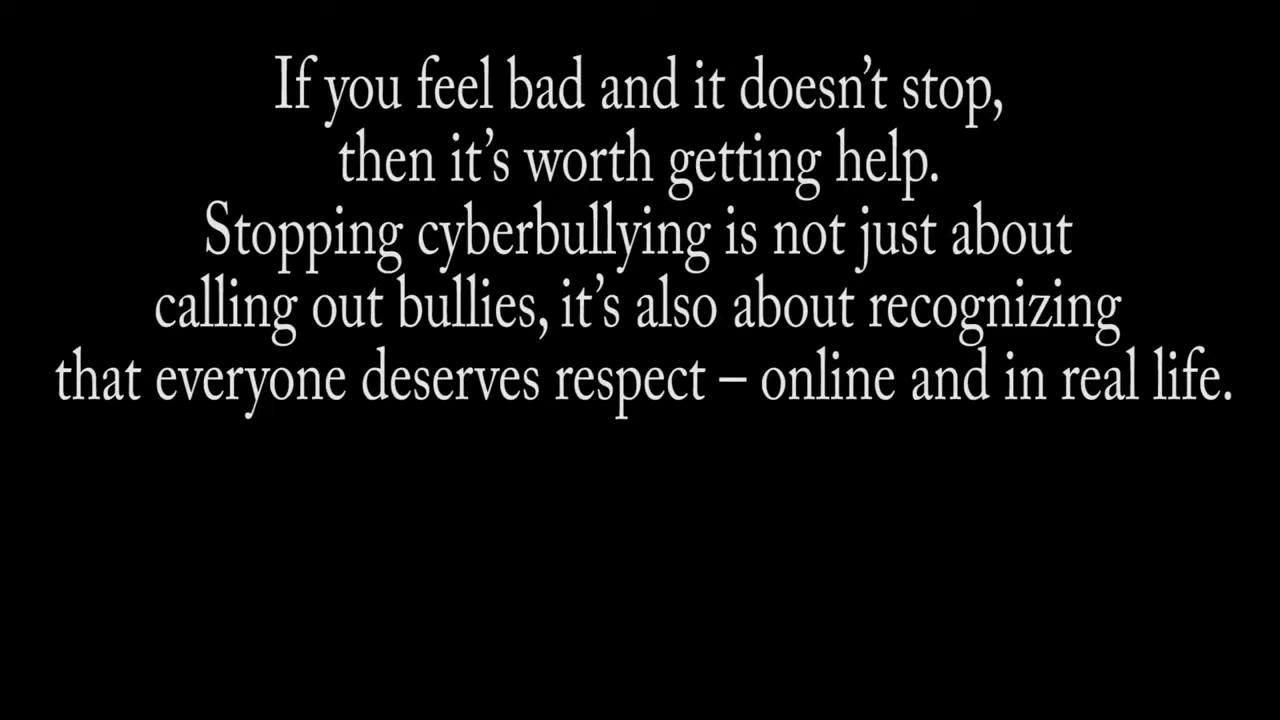 If you feel bad and it doesn’t stop,
then it’s worth getting help.
Stopping cyberbullying is not just about
calling out bullies, it’s also about recognizing
that everyone deserves respect – online and in real life.